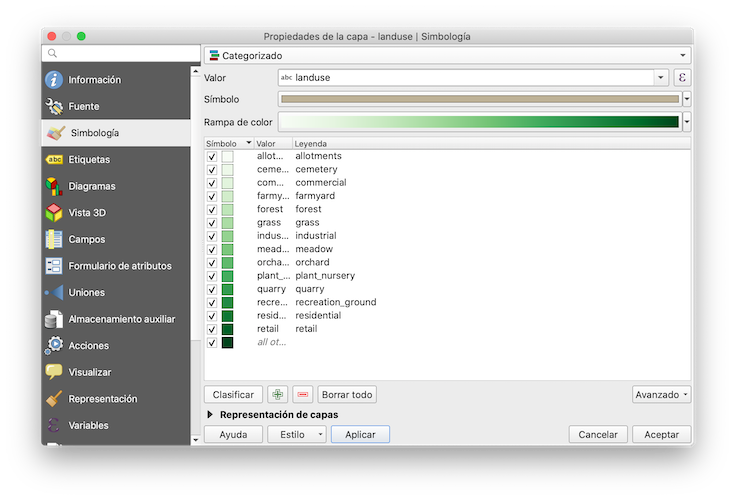 Propiedades de la capa - landuse | Simbología
Información
Fuente
Simbología
Etiquetas
Diagramas
Vista 3D
Campos
Formulario de atributos
Uniones
Almacenamiento auxiliar
Acciones
Visualizar
Representación
Variables
Categorizado
Valor abc landuse ε
Símbolo
Rampa de color
Símbolo Valor Leyenda
allot... allotments
ceme... cemetery
com... commercial
farmy... farmyard
forest forest
grass grass
indus... industrial
mead... meadow
orcha... orchard
plant_... plant_nursery
quarry quarry
recre... recreation_ground
resid... residential
retail retail
all ot...
Clasificar Borrar todo Avanzado
Representación de capas
Ayuda Estilo Aplicar Cancelar Aceptar